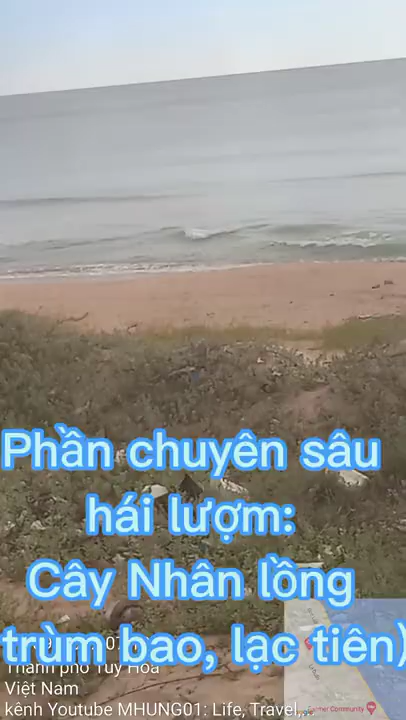 Phần chuyên sâu
hái lượm:
Cây Nhân lồng
trùm bao, lạc tiên)
Thành phố Tuy Hòa
Việt Nam
kênh Youtube MHUNG01: Life, Travel,